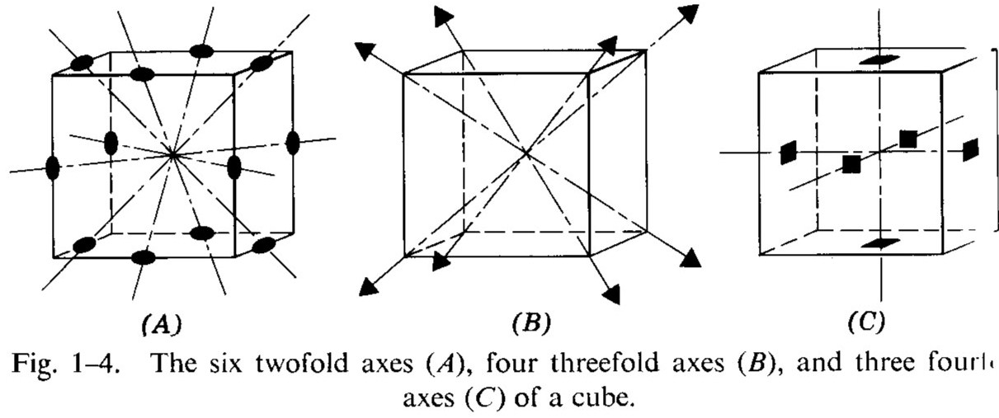 (A) (B) (C)
Fig. 1–4. The six twofold axes (A), four threefold axes (B), and three
axes (C) of a cube.